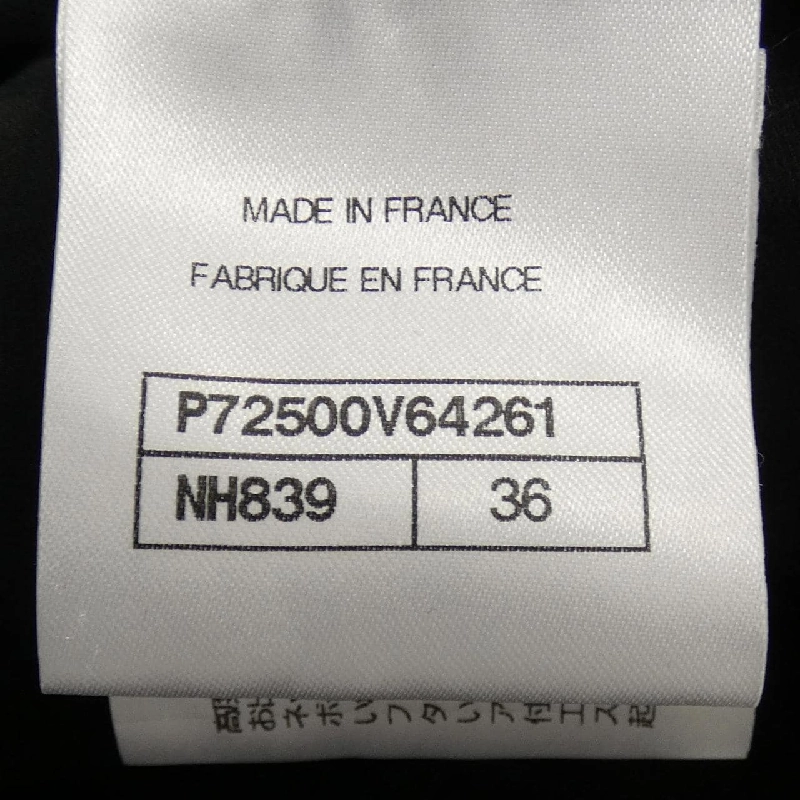 MADE IN FRANCE
FABRIQUE EN FRANCE
P72500V64261
NH839 36